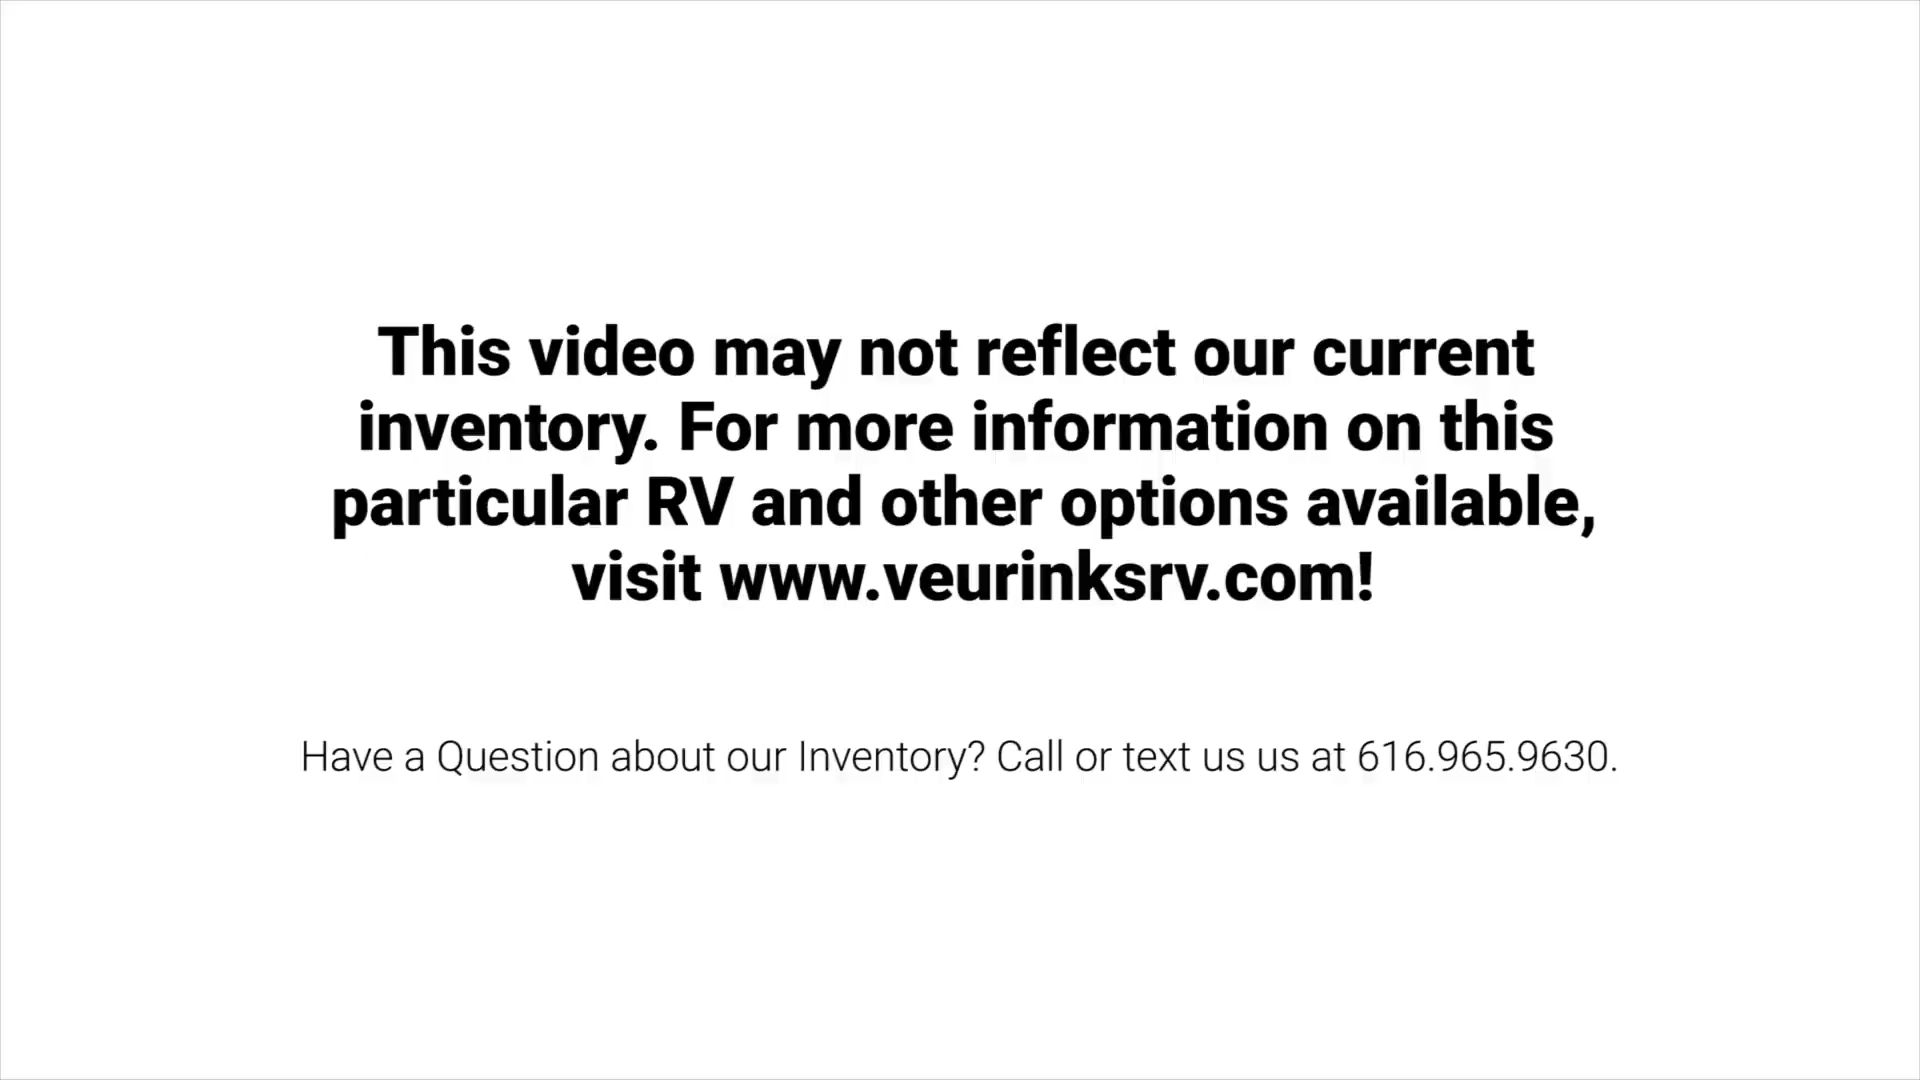 This video may not reflect our current
inventory. For more information on this
particular RV and other options available,
visit www.veurinksrv.com!
Have a Question about our Inventory? Call or text us us at 616.965.9630.